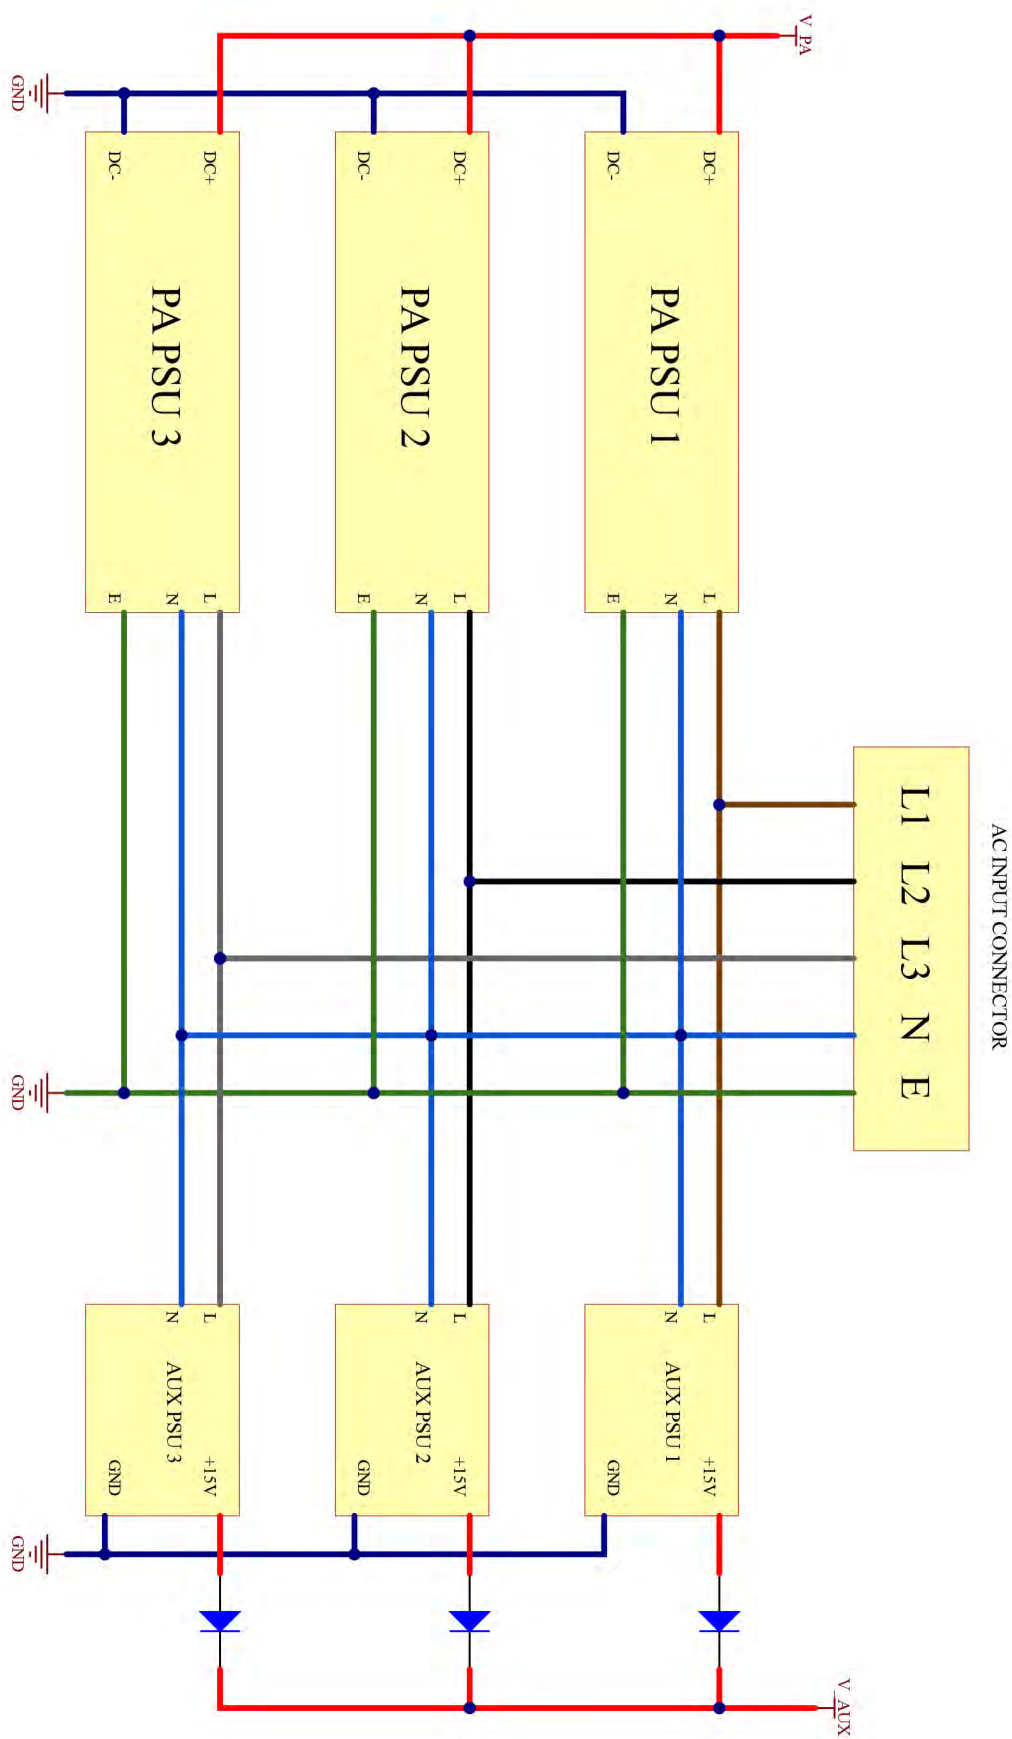 AC INPUT CONNECTOR
L1 L2 L3 N E
V_AUX
V_PA
DC+ L L +15V
PA PSU 1 N N AUX PSU 1
DC- E GND
DC+ L L +15V
PA PSU 2 N N AUX PSU 2
DC- E GND
DC+ L L +15V
PA PSU 3 N N AUX PSU 3
DC- E GND
GND GND GND